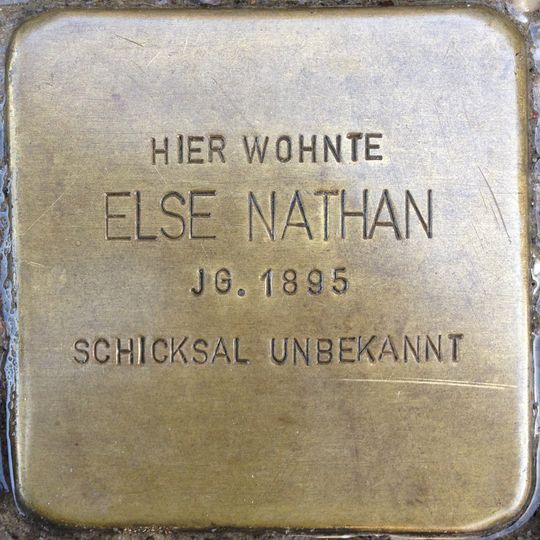 HIER WOHNTE
ELSE NATHAN
JG. 1895
SCHICKSAL UNBEKANNT